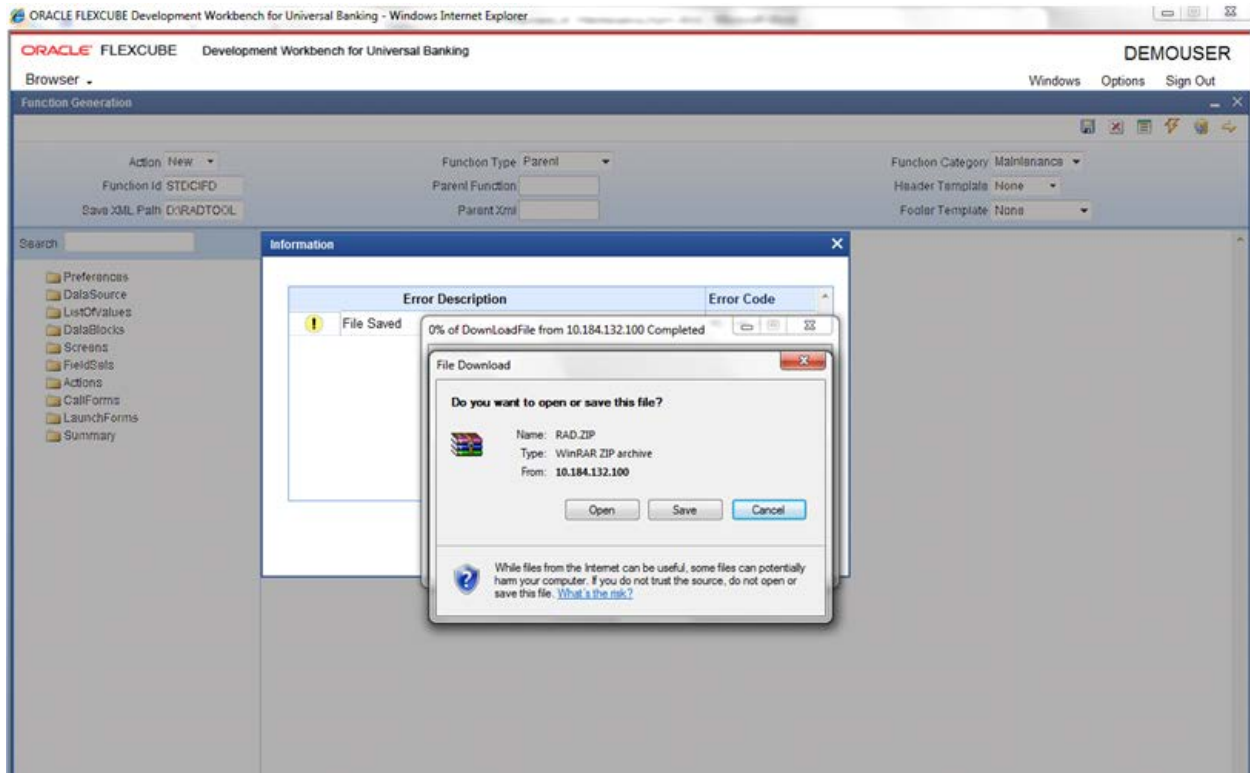 ORACLE FLEXCUBE Development Workbench for Universal Banking - Windows Internet Explorer
ORACLE FLEXCUBE Development Workbench for Universal Banking DEMOUSER
Browser Windows Options Sign Out
Function Generation
Action New Function Type Parent Function Category Maintenance
Function Id STDCIFD Parent Function Header Template None
Save XML Path D:\RADTOOL Parent Xml Footer Template None
Search
Preferences
DataSource
ListOfValues
DataBlocks
Screens
FieldSets
Actions
CallForms
LaunchForms
Summary
Information
Error Description Error Code
File Saved
0% of DownLoadFile from 10.184.132.100 Completed
File Download
Do you want to open or save this file?
Name: RAD.ZIP
Type: WinRAR ZIP archive
From: 10.184.132.100
Open Save Cancel
While files from the Internet can be useful, some files can potentially
harm your computer. If you do not trust the source, do not open or
save this file. What's the risk?